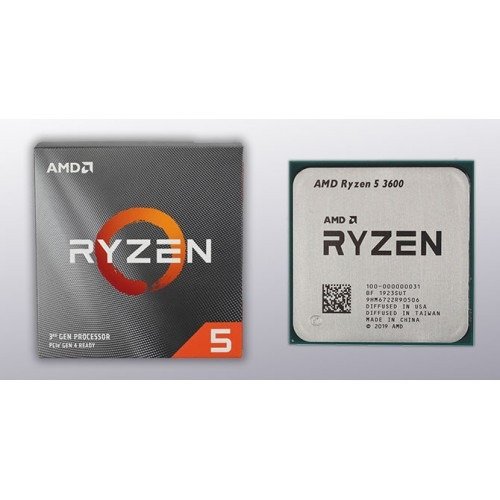 AMD
RYZEN
3RD GEN PROCESSOR
PCIe GEN 4 READY
5
AMD Ryzen 5 3600
AMD
RYZEN
100-000000031
BF 1923SUT
9HM6722R90506
DIFFUSED IN USA
DIFFUSED IN TAIWAN
MADE IN CHINA
© 2019 AMD